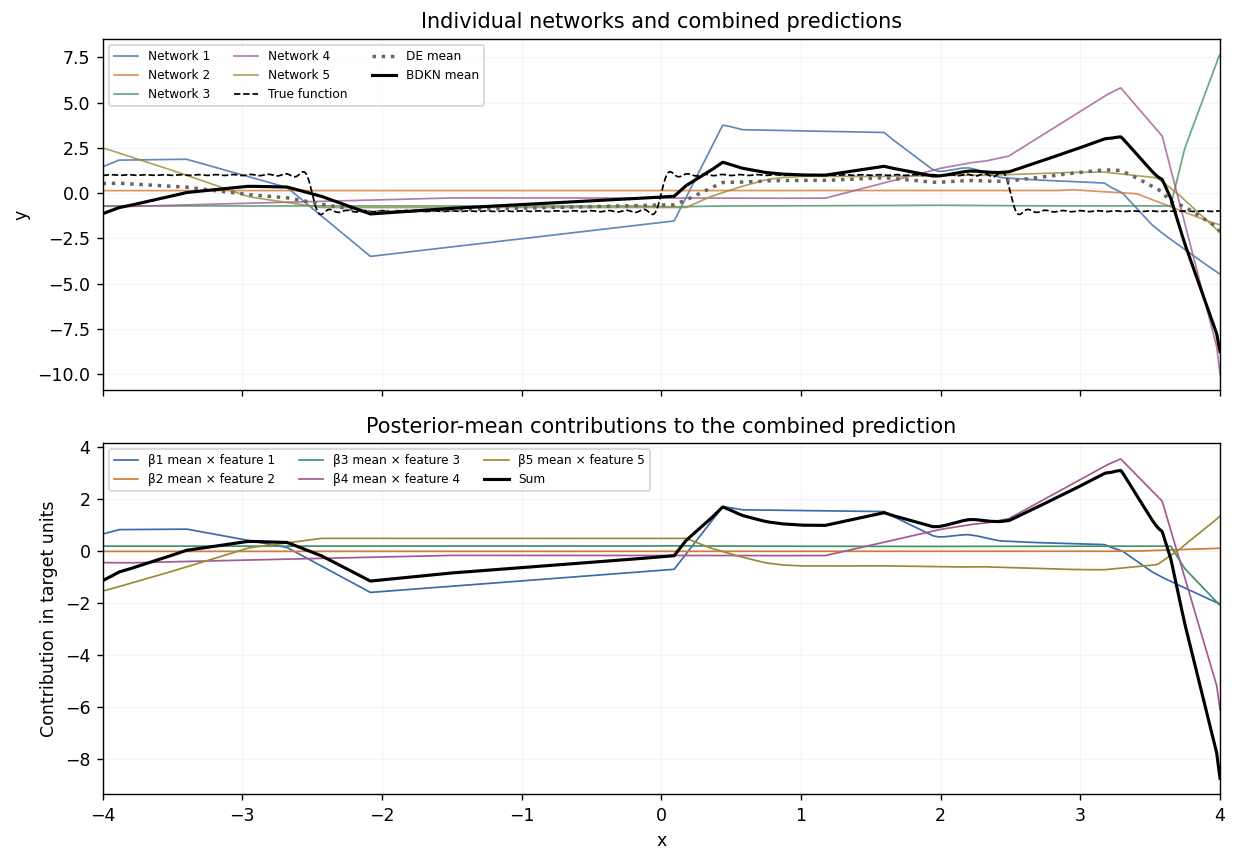 Individual networks and combined predictions
Network 1
Network 2
Network 3
Network 4
Network 5
True function
DE mean
BDKN mean
7.5
5.0
2.5
0.0
−2.5
−5.0
−7.5
−10.0
y
Posterior-mean contributions to the combined prediction
β1 mean × feature 1
β2 mean × feature 2
β3 mean × feature 3
β4 mean × feature 4
β5 mean × feature 5
Sum
4
2
0
−2
−4
−6
−8
Contribution in target units
−4 −3 −2 −1 0 1 2 3 4
x